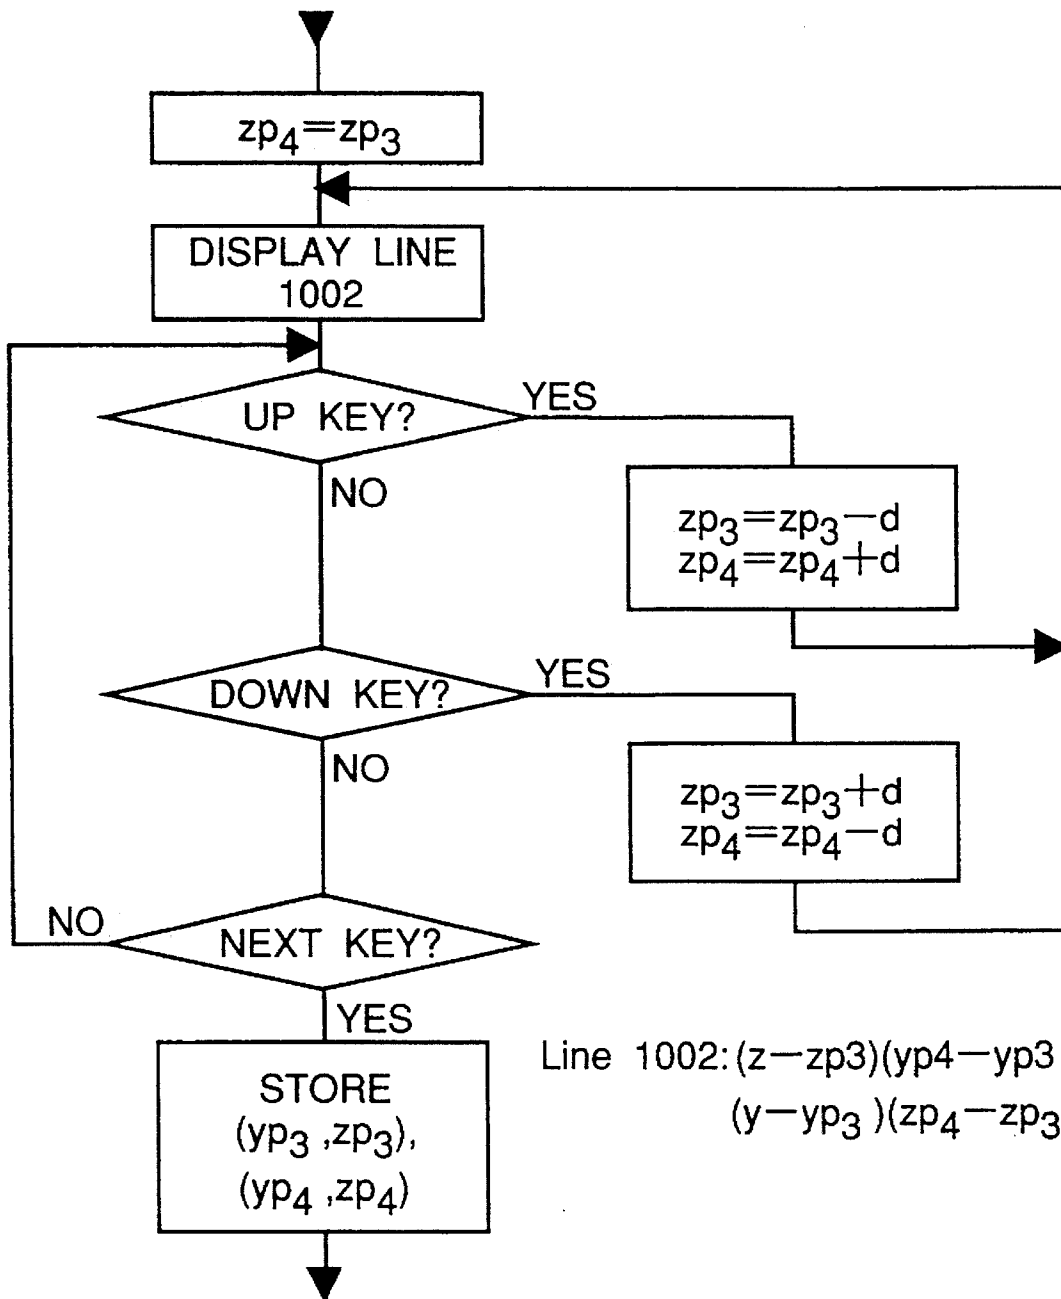 zp₄=zp₃
DISPLAY LINE
1002
UP KEY?
YES
NO
zp₃=zp₃−d
zp₄=zp₄+d
DOWN KEY?
YES
NO
zp₃=zp₃+d
zp₄=zp₄−d
NEXT KEY?
NO
YES
STORE
(yp₃ ,zp₃),
(yp₄ ,zp₄)
Line 1002: (z−zp3)(yp4−yp3
(y−yp₃ )(zp₄−zp₃